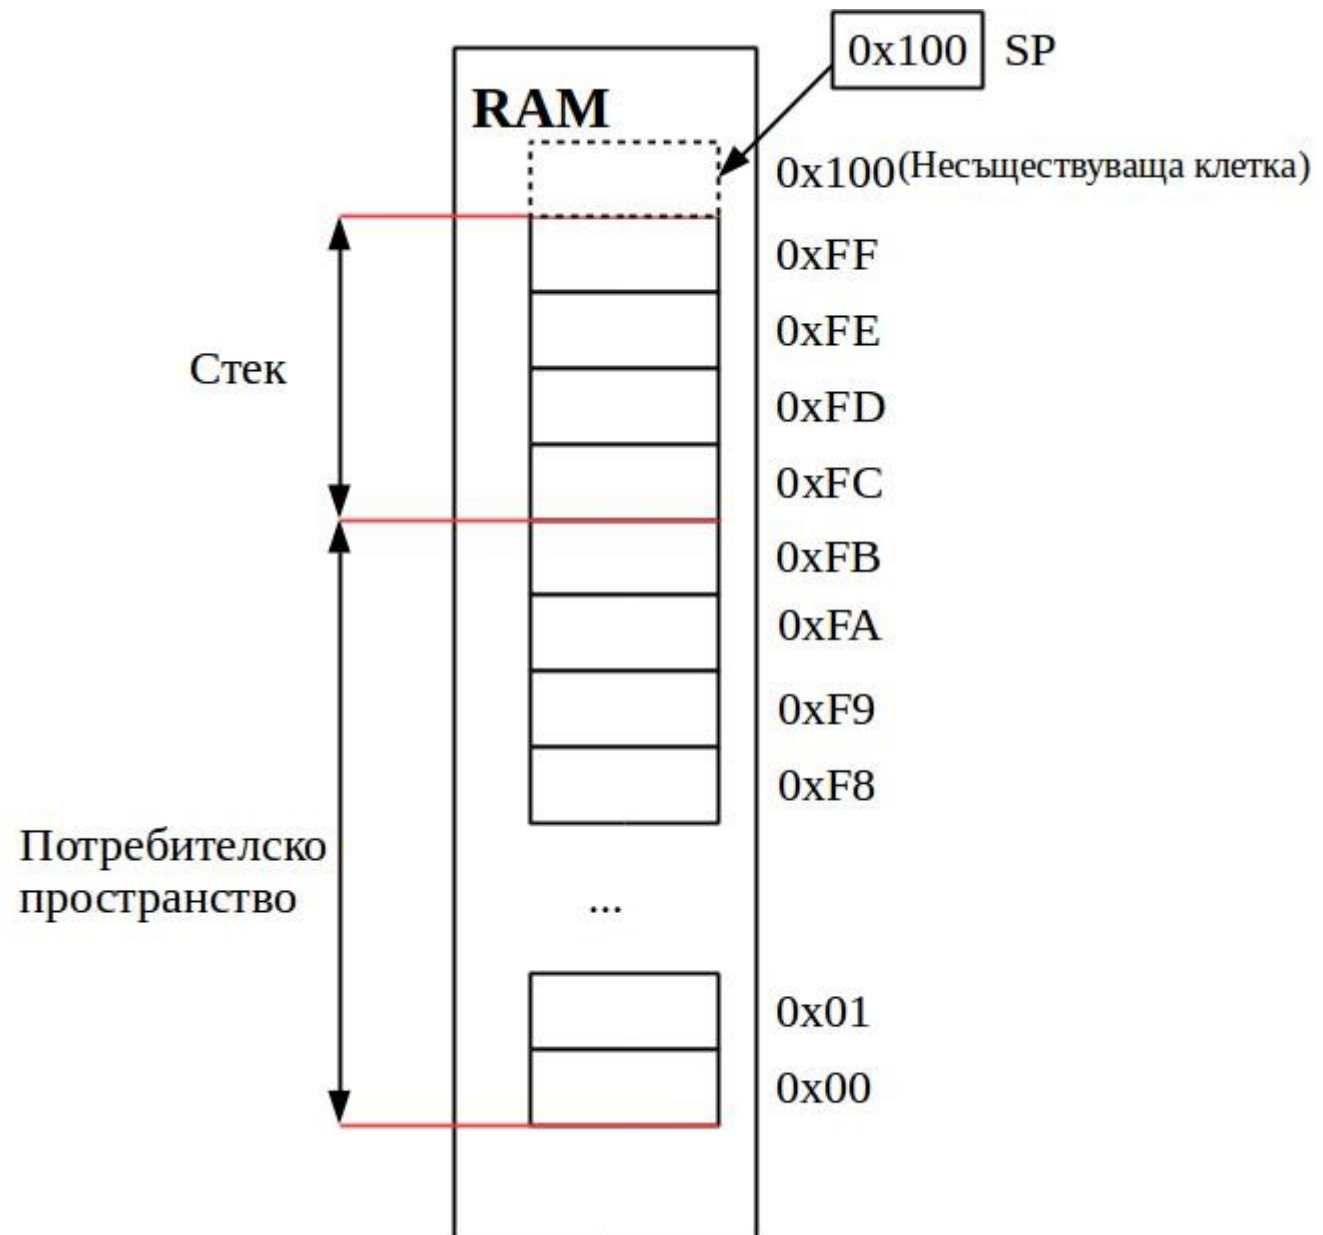 0x100 SP
RAM
0x100 (Несъществуваща клетка)
0xFF
0xFE
Стек
0xFD
0xFC
0xFB
0xFA
0xF9
0xF8
Потребителско
пространство
...
0x01
0x00